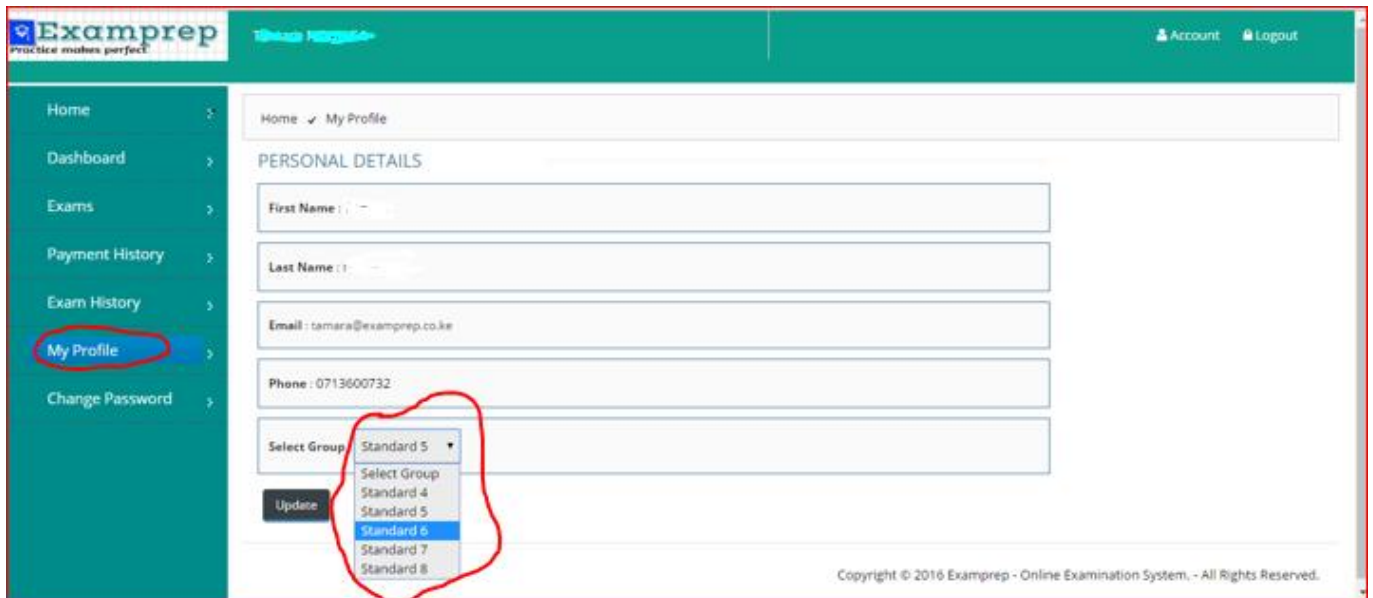 Examprep
Practice makes perfect
Account Logout
Home
Dashboard
Exams
Payment History
Exam History
My Profile
Change Password
Home My Profile
PERSONAL DETAILS
First Name :
Last Name :
Email : tamara@examprep.co.ke
Phone : 0713600732
Select Group Standard 5
Select Group
Standard 4
Standard 5
Standard 6
Standard 7
Standard 8
Update
Copyright © 2016 Examprep - Online Examination System. - All Rights Reserved.